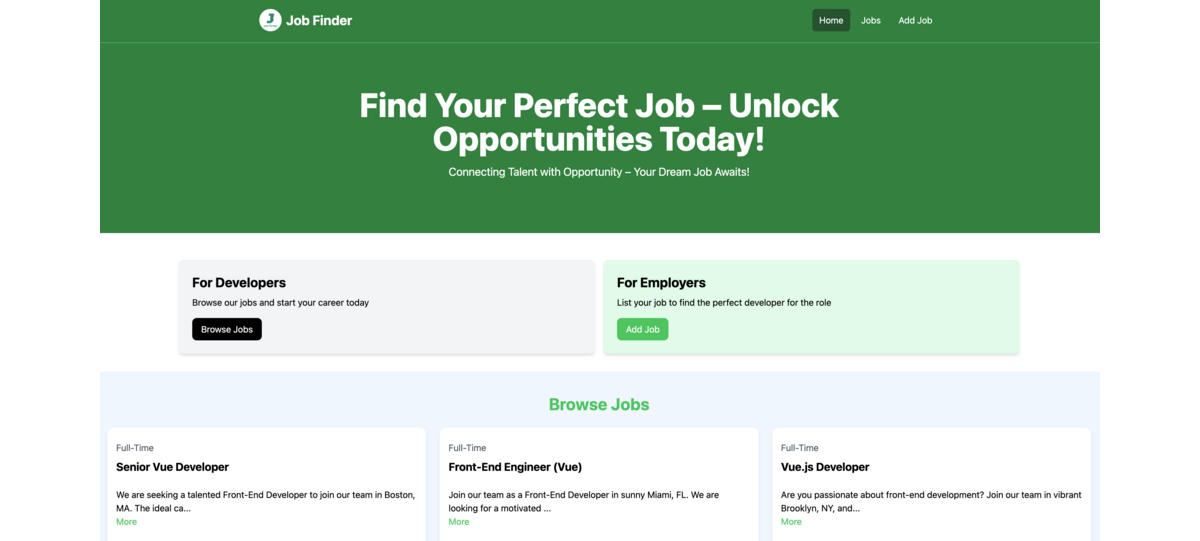 J
Job Finder
Home
Jobs
Add Job
Find Your Perfect Job – Unlock
Opportunities Today!
Connecting Talent with Opportunity – Your Dream Job Awaits!
For Developers
Browse our jobs and start your career today
Browse Jobs
For Employers
List your job to find the perfect developer for the role
Add Job
Browse Jobs
Full-Time
Senior Vue Developer
We are seeking a talented Front-End Developer to join our team in Boston,
MA. The ideal ca...
More
Full-Time
Front-End Engineer (Vue)
Join our team as a Front-End Developer in sunny Miami, FL. We are
looking for a motivated ...
More
Full-Time
Vue.js Developer
Are you passionate about front-end development? Join our team in vibrant
Brooklyn, NY, and...
More